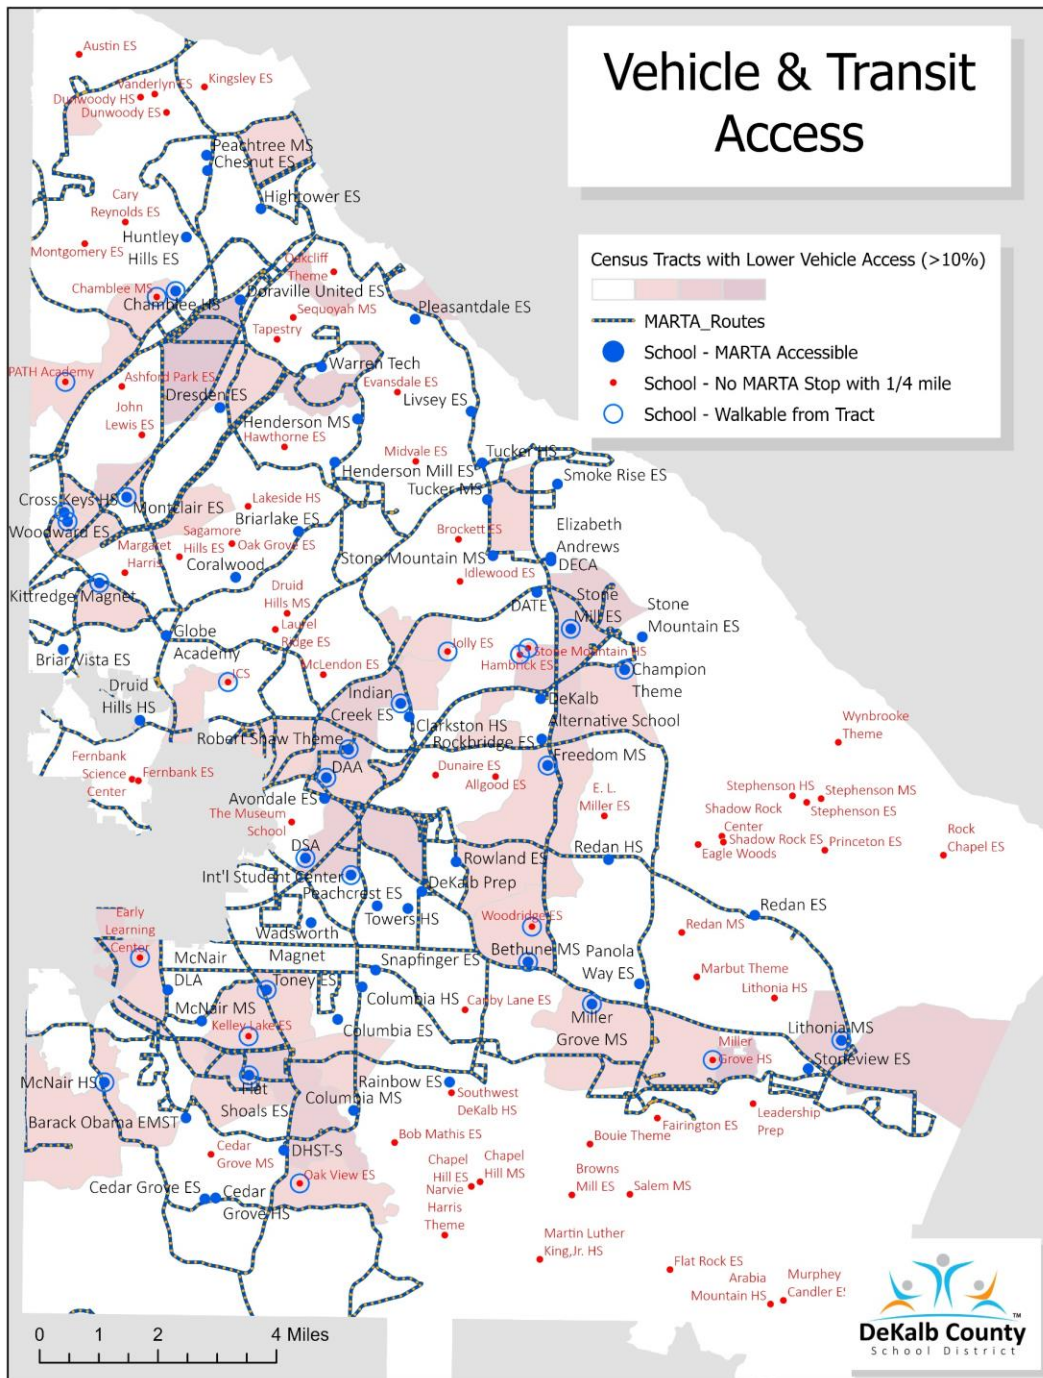 Vehicle & Transit
Access
Census Tracts with Lower Vehicle Access (>10%)
MARTA_Routes
School - MARTA Accessible
School - No MARTA Stop with 1/4 mile
School - Walkable from Tract
Austin ES
Vanderlyn ES
Kingsley ES
Dunwoody HS
Dunwoody ES
Peachtree MS
Chesnut ES
Cary
Reynolds ES
Hightower ES
Huntley
Hills ES
Montgomery ES
Oakcliff
Theme
Chamblee MS
Chamblee HS
Doraville United ES
Sequoyah MS
Pleasantdale ES
Tapestry
PATH Academy
Ashford Park ES
Warren Tech
Evansdale ES
Dresden ES
Livsey ES
John
Lewis ES
Henderson MS
Hawthorne ES
Midvale ES
Tucker HS
Henderson Mill ES
Tucker MS
Smoke Rise ES
Cross Keys HS
Montclair ES
Lakeside HS
Woodward ES
Briarlake ES
Sagamore
Hills ES
Oak Grove ES
Margaret
Harris
Coralwood
Brockett ES
Elizabeth
Andrews
Stone Mountain MS
DECA
Kittredge Magnet
Idlewood ES
Druid
Hills MS
DATE
Stone
Mill ES
Stone
Mountain ES
Laurel
Ridge ES
Globe
Academy
Briar Vista ES
Jolly ES
Stone Mountain HS
Hambrick ES
McLendon ES
ICS
Champion
Theme
Druid
Hills HS
Indian
Creek ES
DeKalb
Alternative School
Clarkston HS
Robert Shaw Theme
Rockbridge ES
Wynbrooke
Theme
Freedom MS
Fernbank
Science
Center
Fernbank ES
DAA
Dunaire ES
Allgood ES
E. L.
Miller ES
Stephenson HS
Stephenson MS
Stephenson ES
Avondale ES
The Museum
School
Shadow Rock
Center
Shadow Rock ES
Eagle Woods
Princeton ES
Rock
Chapel ES
DSA
Rowland ES
Redan HS
Int'l Student Center
DeKalb Prep
Peachcrest ES
Towers HS
Redan ES
Early
Learning
Center
Wadsworth
Magnet
Woodridge ES
Redan MS
Bethune MS
Panola
Way ES
McNair
DLA
Snapfinger ES
Toney ES
Marbut Theme
Columbia HS
Lithonia HS
McNair MS
Canby Lane ES
Kelley Lake ES
Columbia ES
Miller
Grove MS
Lithonia MS
Miller
Grove HS
Stoneview ES
McNair HS
Flat
Shoals ES
Rainbow ES
Columbia MS
Southwest
DeKalb HS
Barack Obama EMST
Leadership
Prep
Fairington ES
Bob Mathis ES
Bouie Theme
Cedar
Grove MS
DHST-S
Oak View ES
Chapel
Hill ES
Chapel
Hill MS
Browns
Mill ES
Salem MS
Cedar Grove ES
Cedar
Grove HS
Narvie
Harris
Theme
Martin Luther
King,Jr. HS
Flat Rock ES
Arabia
Mountain HS
Murphey
Candler ES
0 1 2 4 Miles
DeKalb County
School District
TM